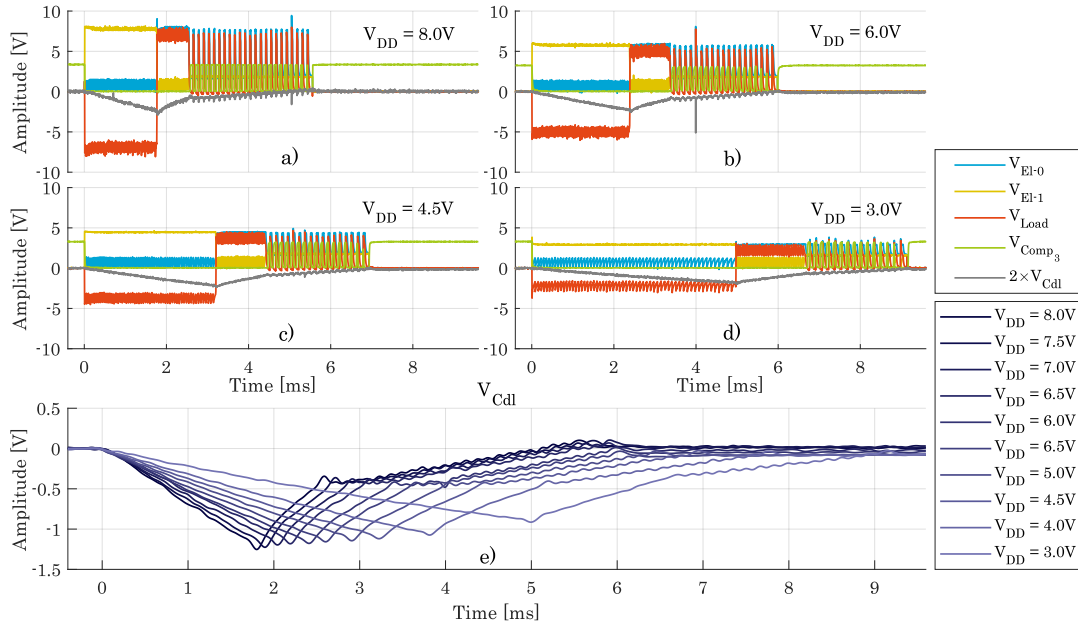 10
5
0
-5
-10
Amplitude [V]
V_DD = 8.0V
a)
10
5
0
-5
-10
V_DD = 6.0V
b)
10
5
0
-5
-10
Amplitude [V]
V_DD = 4.5V
c)
0 2 4 6 8
Time [ms]
10
5
0
-5
-10
V_DD = 3.0V
d)
0 2 4 6 8
Time [ms]
V_El-0
V_El-1
V_Load
V_Comp_3
2×V_Cdl
V_Cdl
0.5
0
-0.5
-1
-1.5
Amplitude [V]
e)
0 1 2 3 4 5 6 7 8 9
Time [ms]
V_DD = 8.0V
V_DD = 7.5V
V_DD = 7.0V
V_DD = 6.5V
V_DD = 6.0V
V_DD = 6.5V
V_DD = 5.0V
V_DD = 4.5V
V_DD = 4.0V
V_DD = 3.0V